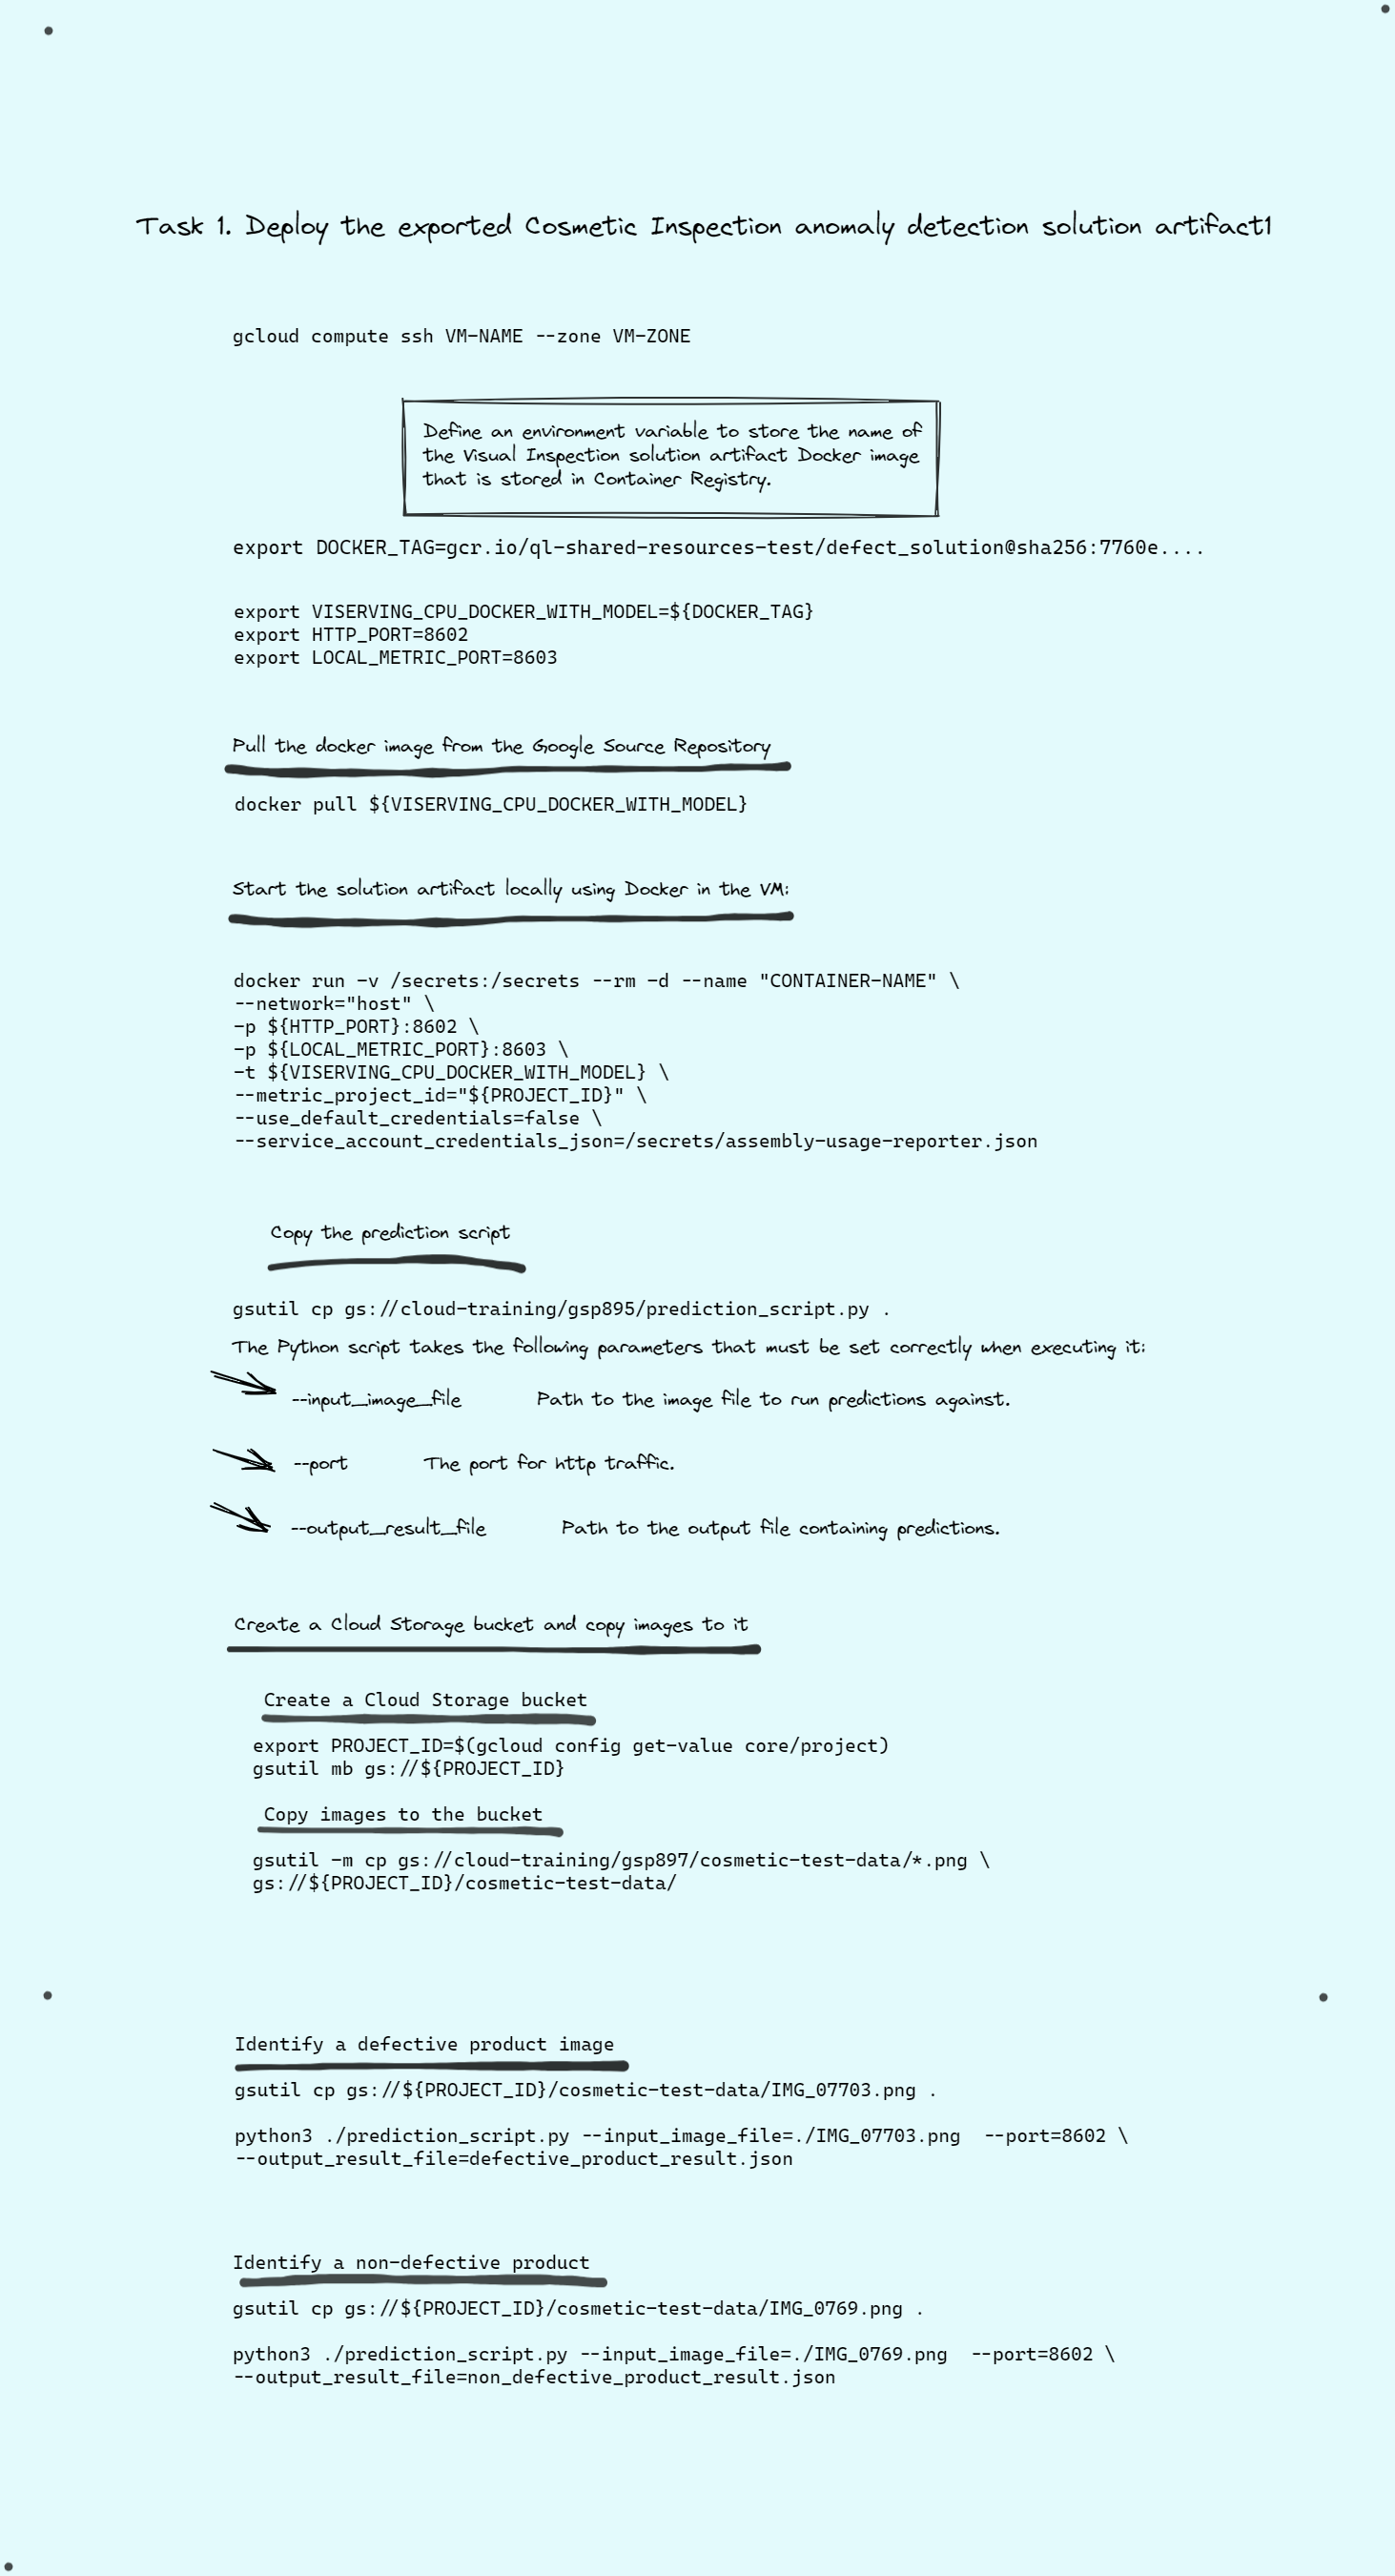 Task 1. Deploy the exported Cosmetic Inspection anomaly detection solution artifact1
gcloud compute ssh VM-NAME --zone VM-ZONE
Define an environment variable to store the name of
the Visual Inspection solution artifact Docker image
that is stored in Container Registry.
export DOCKER_TAG=gcr.io/ql-shared-resources-test/defect_solution@sha256:7760e....
export VISERVING_CPU_DOCKER_WITH_MODEL=${DOCKER_TAG}
export HTTP_PORT=8602
export LOCAL_METRIC_PORT=8603
Pull the docker image from the Google Source Repository
docker pull ${VISERVING_CPU_DOCKER_WITH_MODEL}
Start the solution artifact locally using Docker in the VM:
docker run -v /secrets:/secrets --rm -d --name "CONTAINER-NAME" \
--network="host" \
-p ${HTTP_PORT}:8602 \
-p ${LOCAL_METRIC_PORT}:8603 \
-t ${VISERVING_CPU_DOCKER_WITH_MODEL} \
--metric_project_id="${PROJECT_ID}" \
--use_default_credentials=false \
--service_account_credentials_json=/secrets/assembly-usage-reporter.json
Copy the prediction script
gsutil cp gs://cloud-training/gsp895/prediction_script.py .
The Python script takes the following parameters that must be set correctly when executing it:
--input_image_file Path to the image file to run predictions against.
--port The port for http traffic.
--output_result_file Path to the output file containing predictions.
Create a Cloud Storage bucket and copy images to it
Create a Cloud Storage bucket
export PROJECT_ID=$(gcloud config get-value core/project)
gsutil mb gs://${PROJECT_ID}
Copy images to the bucket
gsutil -m cp gs://cloud-training/gsp897/cosmetic-test-data/*.png \
gs://${PROJECT_ID}/cosmetic-test-data/
Identify a defective product image
gsutil cp gs://${PROJECT_ID}/cosmetic-test-data/IMG_07703.png .
python3 ./prediction_script.py --input_image_file=./IMG_07703.png  --port=8602 \
--output_result_file=defective_product_result.json
Identify a non-defective product
gsutil cp gs://${PROJECT_ID}/cosmetic-test-data/IMG_0769.png .
python3 ./prediction_script.py --input_image_file=./IMG_0769.png  --port=8602 \
--output_result_file=non_defective_product_result.json